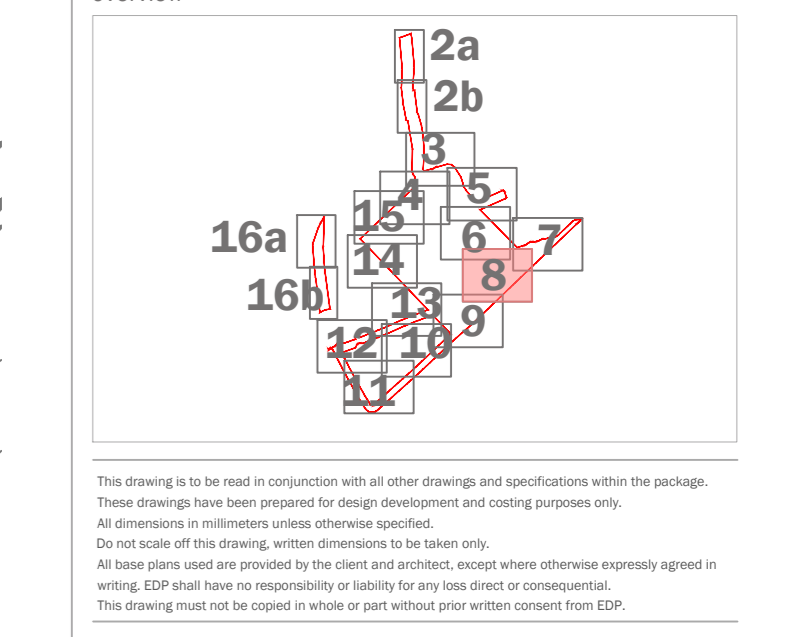 2a
2b
3
4
5
15
16a
6
7
14
8
16b
13
9
12
10
11
This drawing is to be read in conjunction with all other drawings and specifications within the package.
These drawings have been prepared for design development and costing purposes only.
All dimensions in millimeters unless otherwise specified.
Do not scale off this drawing, written dimensions to be taken only.
All base plans used are provided by the client and architect, except where otherwise expressly agreed in
writing. EDP shall have no responsibility or liability for any loss direct or consequential.
This drawing must not be copied in whole or part without prior written consent from EDP.